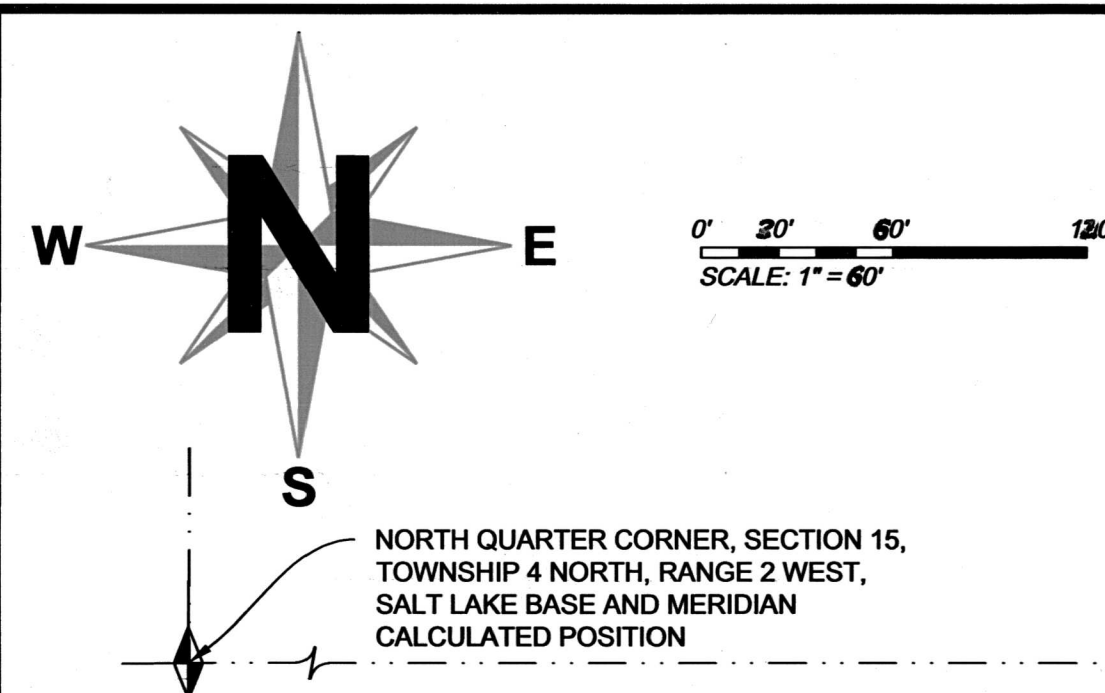 N
W
E
S
0' 60'
SCALE: 1" = 60'
NORTH QUARTER CORNER, SECTION 15,
TOWNSHIP 4 NORTH, RANGE 2 WEST,
SALT LAKE BASE AND MERIDIAN
CALCULATED POSITION